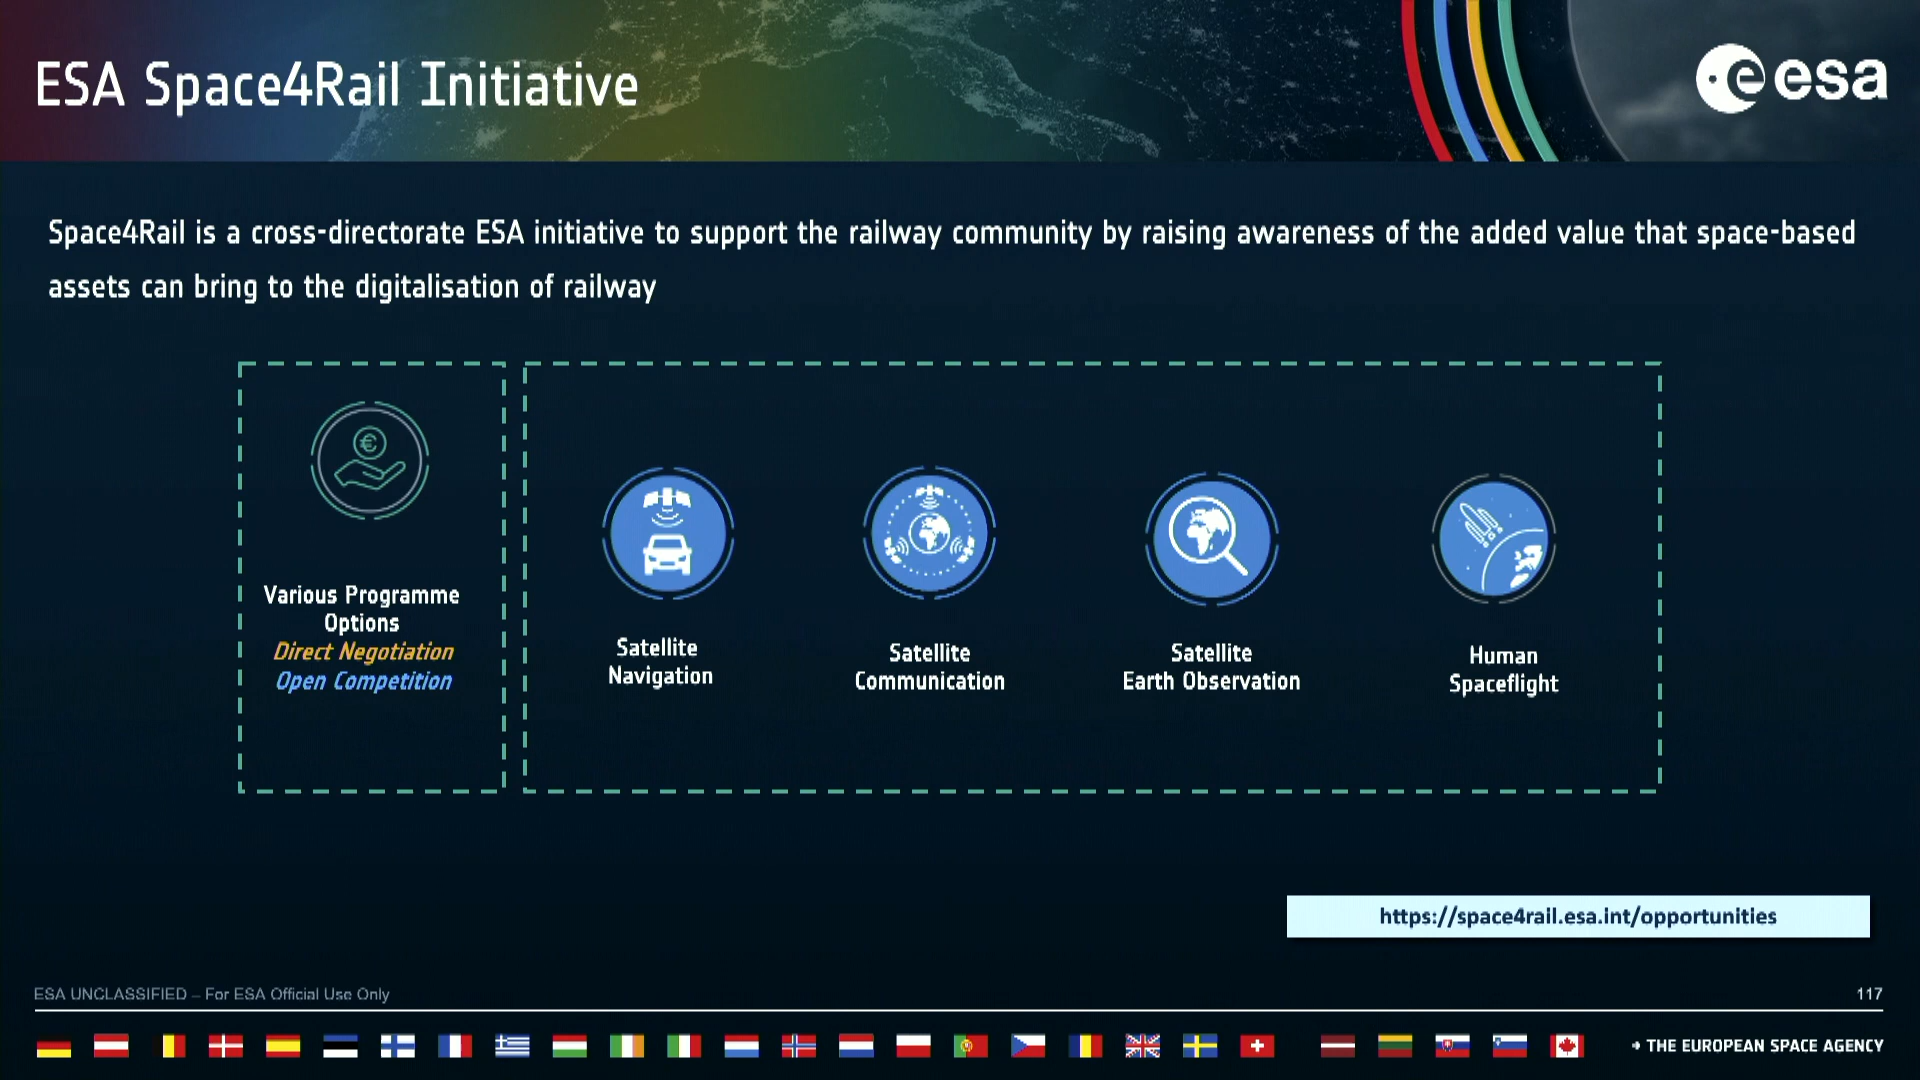 ESA Space4Rail Initiative
esa
Space4Rail is a cross-directorate ESA initiative to support the railway community by raising awareness of the added value that space-based
assets can bring to the digitalisation of railway
€
Various Programme
Options
Direct Negotiation
Open Competition
Satellite
Navigation
Satellite
Communication
Satellite
Earth Observation
Human
Spaceflight
https://space4rail.esa.int/opportunities
ESA UNCLASSIFIED – For ESA Official Use Only
117
THE EUROPEAN SPACE AGENCY